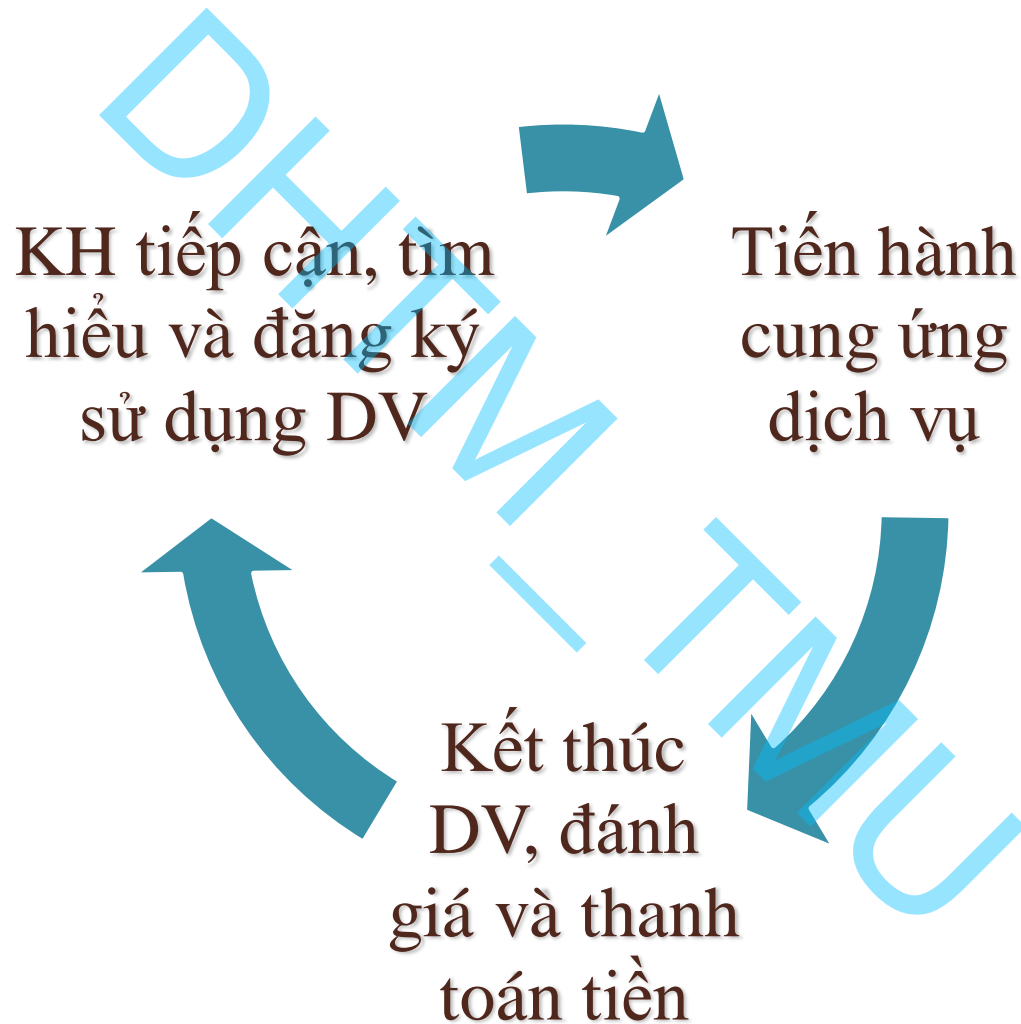 KH tiếp cận, tìm
hiểu và đăng ký
sử dụng DV
Tiến hành
cung ứng
dịch vụ
Kết thúc
DV, đánh
giá và thanh
toán tiền
DHTM_TMU